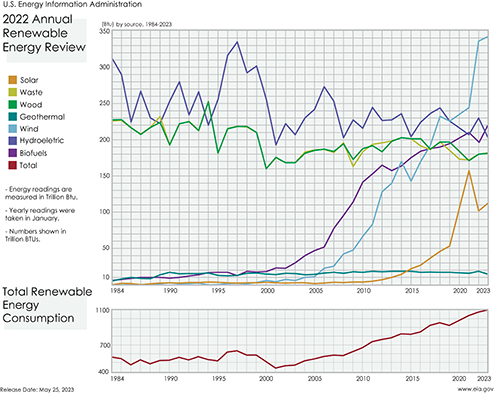 U.S. Energy Information Administration
2022 Annual
Renewable
Energy Review
[Btu] by source, 1984-2023
Solar
Waste
Wood
Geothermal
Wind
Hydroeletric
Biofuels
Total
- Energy readings are
measured in Trillion Btu.
- Yearly readings were
taken in January.
- Numbers shown in
Trillion BTUs.
350
300
250
200
150
100
50
10
1984 1990 1995 2000 2006 2010 2015 2020 2023
Total Renewable
Energy
Consumption
1100
700
400
1984 1990 1995 2000 2006 2010 2015 2020 2023
Release Date: May 25, 2023
www.eia.gov